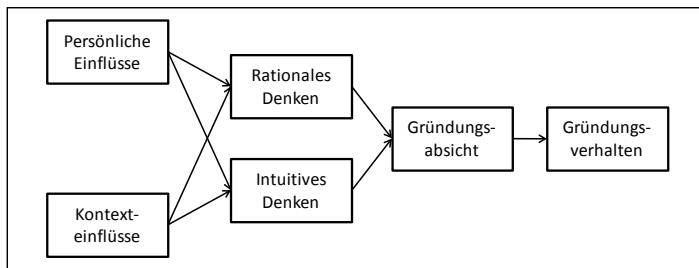 Persönliche
Einflüsse
Rationales
Denken
Gründungs-
absicht
Gründungs-
verhalten
Intuitives
Denken
Kontext-
einflüsse